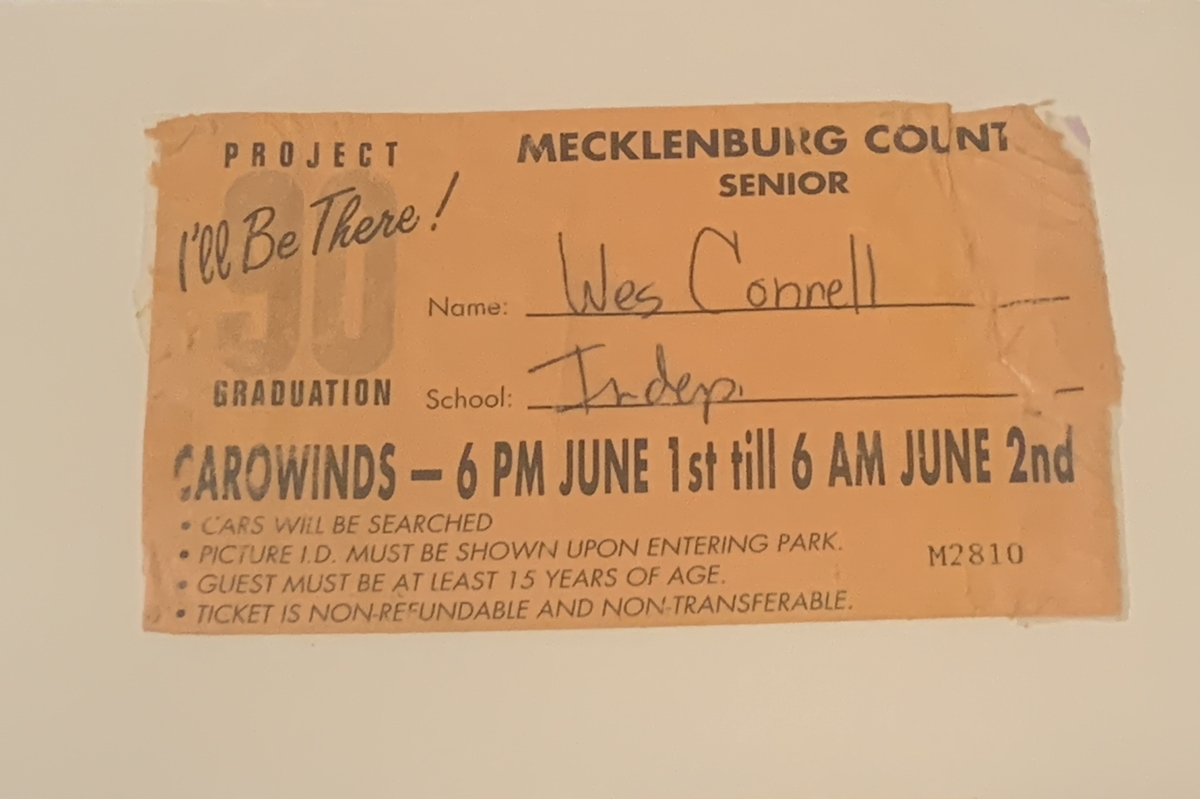 PROJECT
90
I'll Be There!
GRADUATION
MECKLENBURG COUNT
SENIOR
Name: Wes Connell
School: Indep.
CAROWINDS – 6 PM JUNE 1st till 6 AM JUNE 2nd
• CARS WILL BE SEARCHED
• PICTURE I.D. MUST BE SHOWN UPON ENTERING PARK.
• GUEST MUST BE AT LEAST 15 YEARS OF AGE.
• TICKET IS NON-REFUNDABLE AND NON-TRANSFERABLE.
M2810